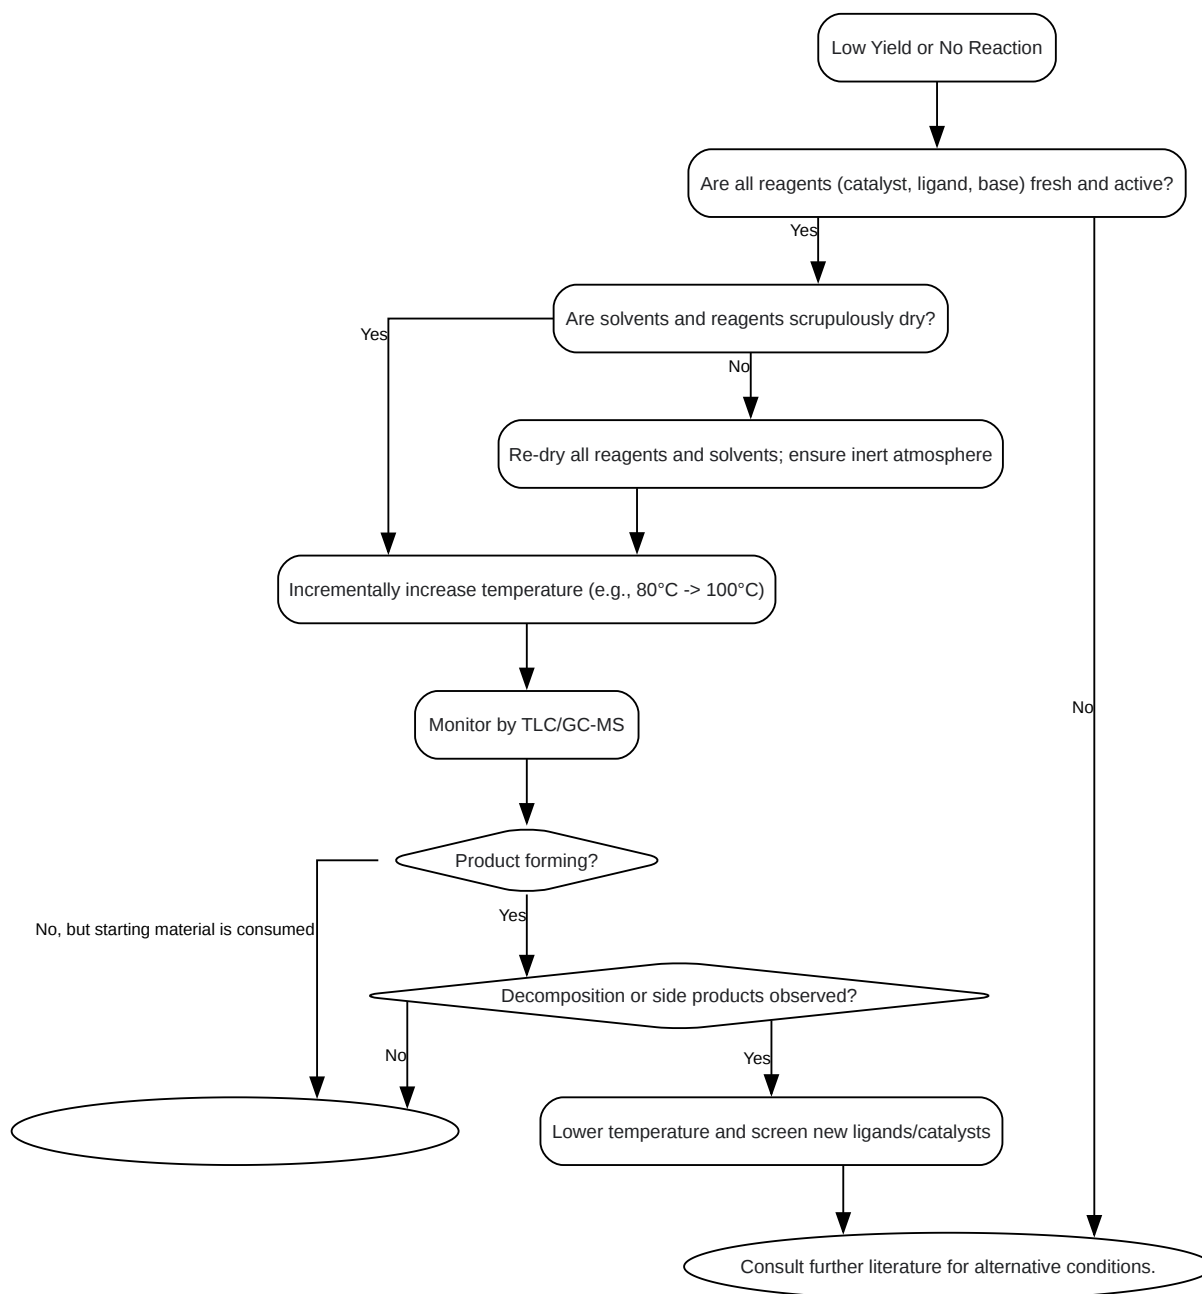 Low Yield or No Reaction
Are all reagents (catalyst, ligand, base) fresh and active?
Yes
Are solvents and reagents scrupulously dry?
Yes
No
Re-dry all reagents and solvents; ensure inert atmosphere
Incrementally increase temperature (e.g., 80°C -> 100°C)
Monitor by TLC/GC-MS
No
Product forming?
Yes
No, but starting material is consumed
Decomposition or side products observed?
No
Yes
Lower temperature and screen new ligands/catalysts
Consult further literature for alternative conditions.